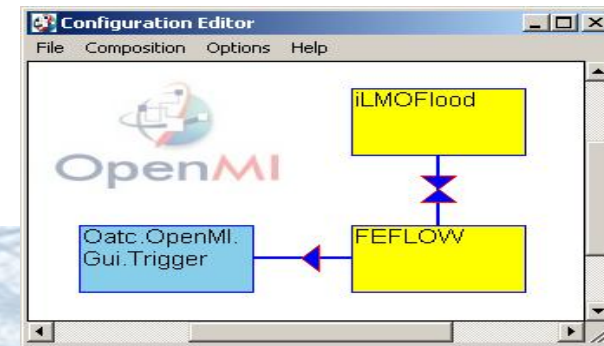 Configuration Editor
File Composition Options Help
iLMOFlood
OpenMI
Oatc.OpenMI.
Gui.Trigger
FEFLOW